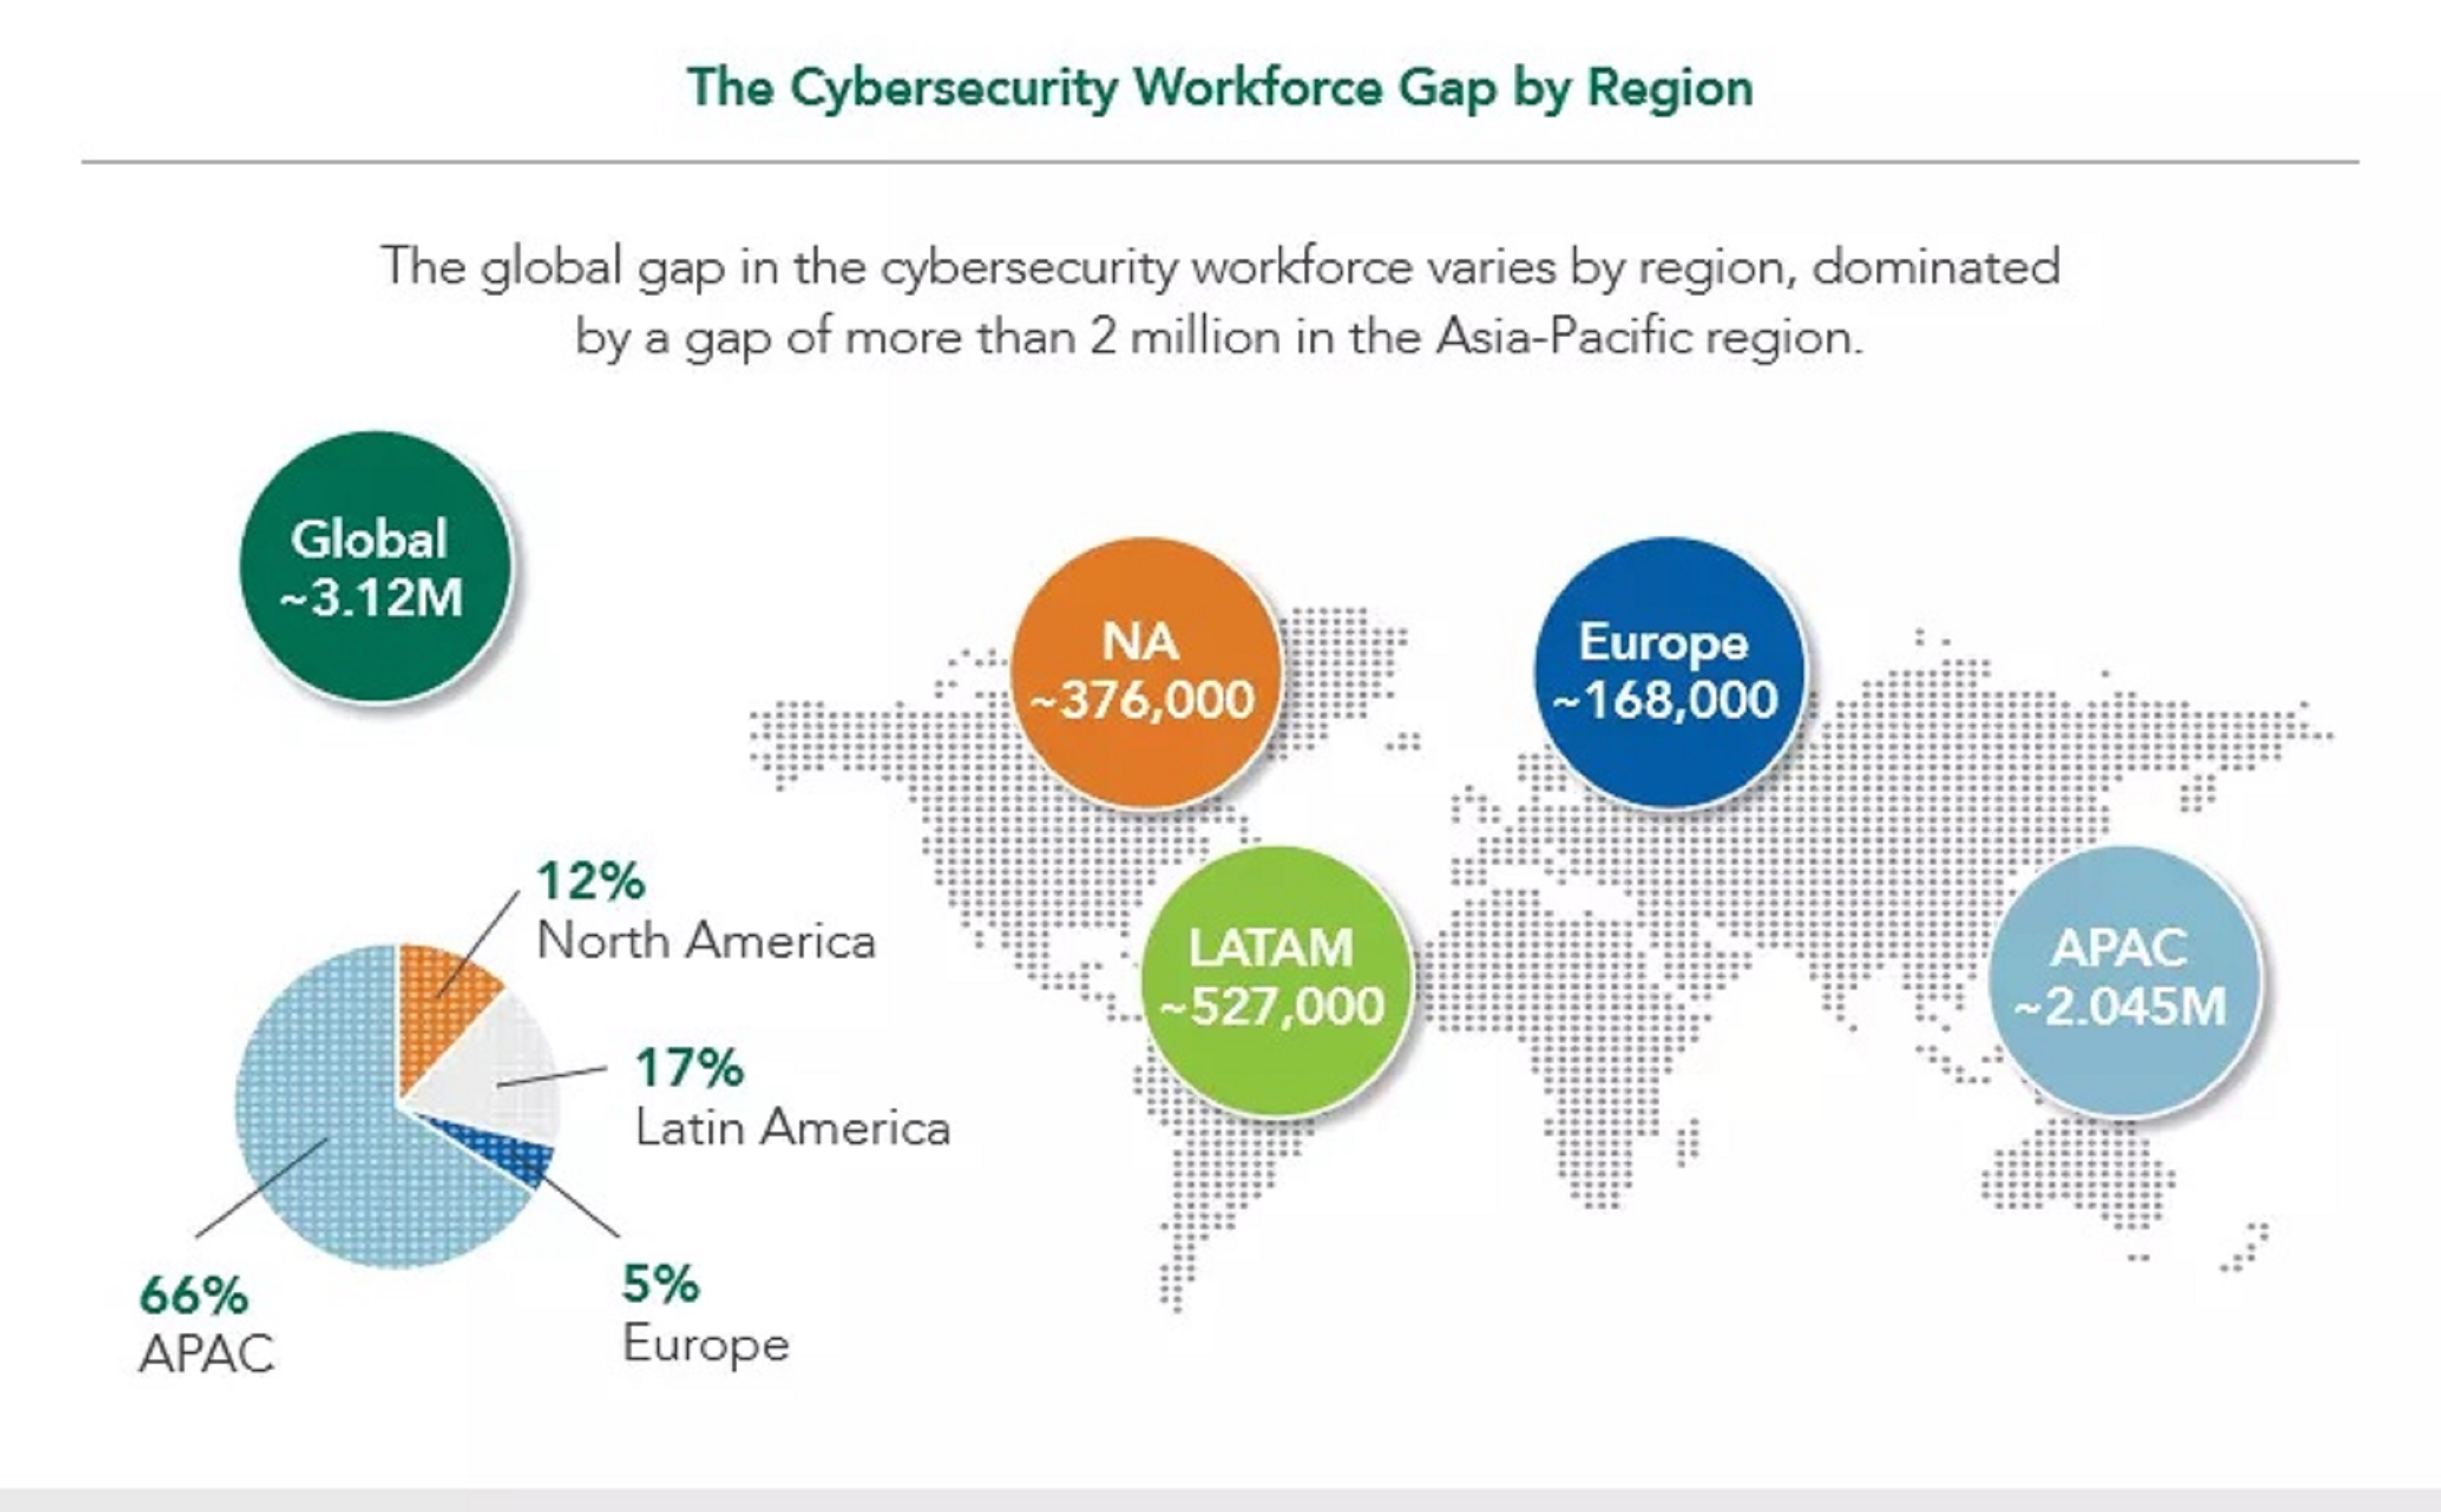 The Cybersecurity Workforce Gap by Region
The global gap in the cybersecurity workforce varies by region, dominated
by a gap of more than 2 million in the Asia-Pacific region.
Global
~3.12M
NA
~376,000
Europe
~168,000
LATAM
~527,000
APAC
~2.045M
12%
North America
17%
Latin America
5%
Europe
66%
APAC